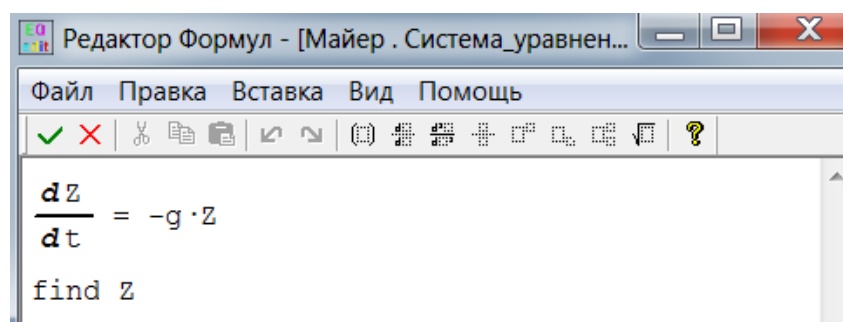 Редактор Формул - [Майер . Система_уравнен...
Файл Правка Вставка Вид Помощь
dZ
dt
= -g·Z
find Z